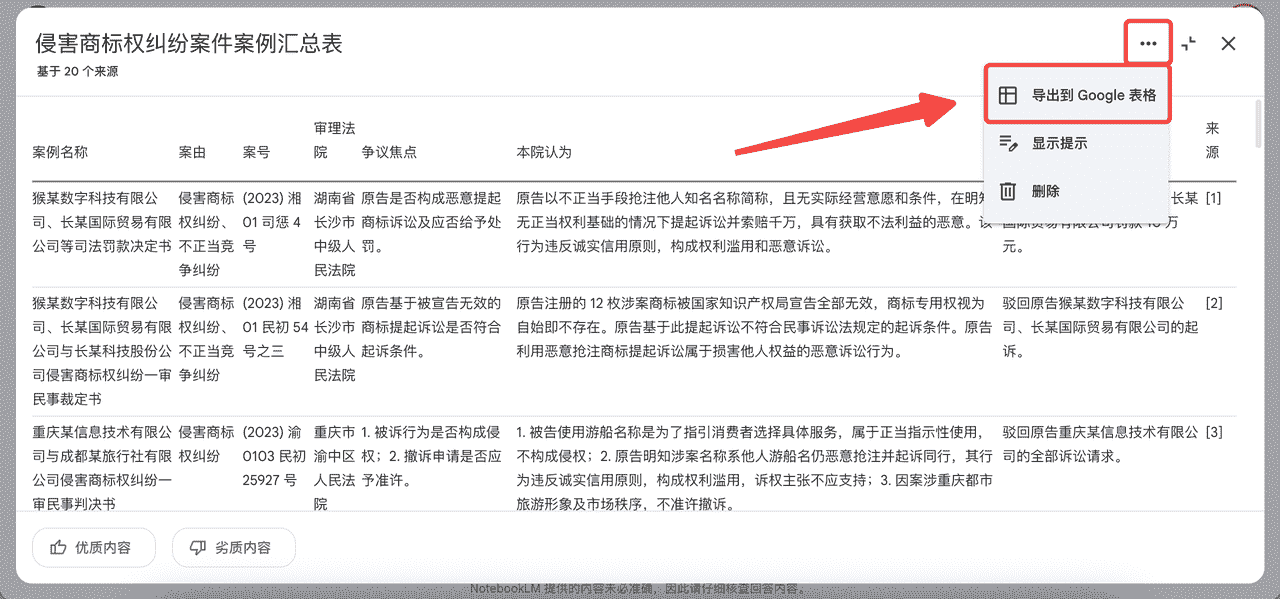 侵害商标权纠纷案件案例汇总表
基于 20 个来源
导出到 Google 表格
显示提示
删除
案例名称 案由 案号 审理法院 争议焦点 本院认为 来源
猴某数字科技有限公司、长某国际贸易有限公司等司法罚款决定书
侵害商标权纠纷、不正当竞争纠纷
(2023) 湘 01 司惩 4 号
湖南省长沙市中级人民法院
原告是否构成恶意提起商标诉讼及应否给予处罚。
原告以不正当手段抢注他人知名名称简称，且无实际经营意愿和条件，在明知
无正当权利基础的情况下提起诉讼并索赔千万，具有获取不法利益的恶意。该
行为违反诚实信用原则，构成权利滥用和恶意诉讼。
长某
元。
[1]
猴某数字科技有限公司、长某国际贸易有限公司与长某科技股份公司侵害商标权纠纷一审民事裁定书
侵害商标权纠纷、不正当竞争纠纷
(2023) 湘 01 民初 54 号之三
湖南省长沙市中级人民法院
原告基于被宣告无效的商标提起诉讼是否符合起诉条件。
原告注册的 12 枚涉案商标被国家知识产权局宣告全部无效，商标专用权视为
自始即不存在。原告基于此提起诉讼不符合民事诉讼法规定的起诉条件。原告
利用恶意抢注商标提起诉讼属于损害他人权益的恶意诉讼行为。
驳回原告猴某数字科技有限公司、长某国际贸易有限公司的起诉。
[2]
重庆某信息技术有限公司与成都某旅行社有限公司侵害商标权纠纷一审民事判决书
侵害商标权纠纷
(2023) 渝 0103 民初 25927 号
重庆市渝中区人民法院
1. 被诉行为是否构成侵权；2. 撤诉申请是否应予准许。
1. 被告使用游船名称是为了指引消费者选择具体服务，属于正当指示性使用，
不构成侵权；2. 原告明知涉案名称系他人游船名仍恶意抢注并起诉同行，其行
为违反诚实信用原则，构成权利滥用，诉权主张不应支持；3. 因案涉重庆都市
旅游形象及市场秩序，不准许撤诉。
驳回原告重庆某信息技术有限公司的全部诉讼请求。
[3]
优质内容
劣质内容
NotebookLM 提供的内容未必准确，因此请仔细核查回答内容。